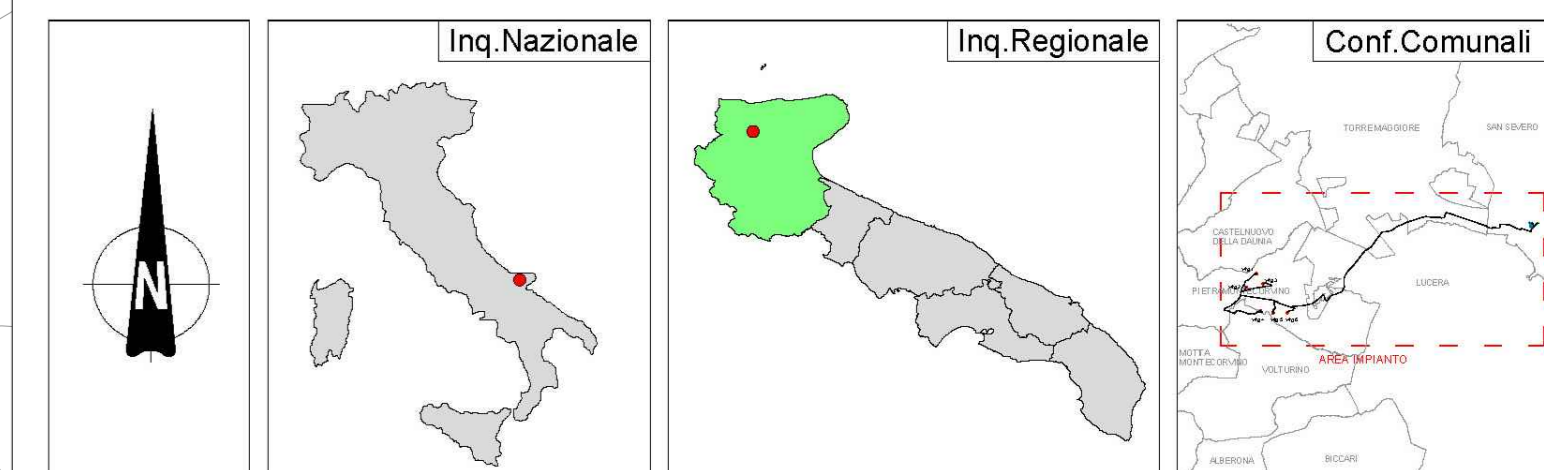 N
Inq.Nazionale
Inq.Regionale
Conf.Comunali
TORREMAGGIORE
SAN SEVERO
CASTELNUOVO
DELLA DAUNIA
LUCERA
MOTTA
MONTECORVINO
VOLTURINO
AREA IMPIANTO
ALBERONA
BICCARI